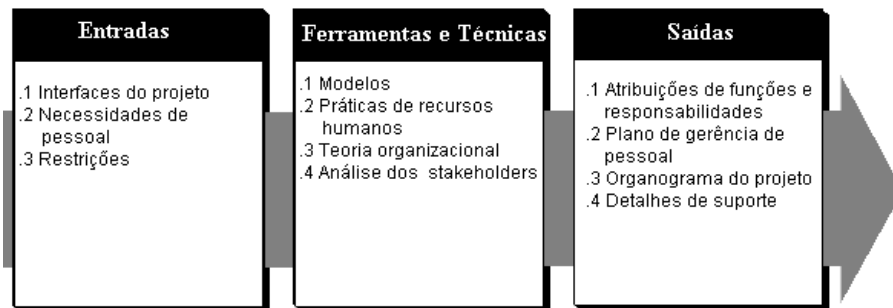 Entradas
.1 Interfaces do projeto
.2 Necessidades de
pessoal
.3 Restrições
Ferramentas e Técnicas
.1 Modelos
.2 Práticas de recursos
humanos
.3 Teoria organizacional
.4 Análise dos stakeholders
Saídas
.1 Atribuições de funções e
responsabilidades
.2 Plano de gerência de
pessoal
.3 Organograma do projeto
.4 Detalhes de suporte